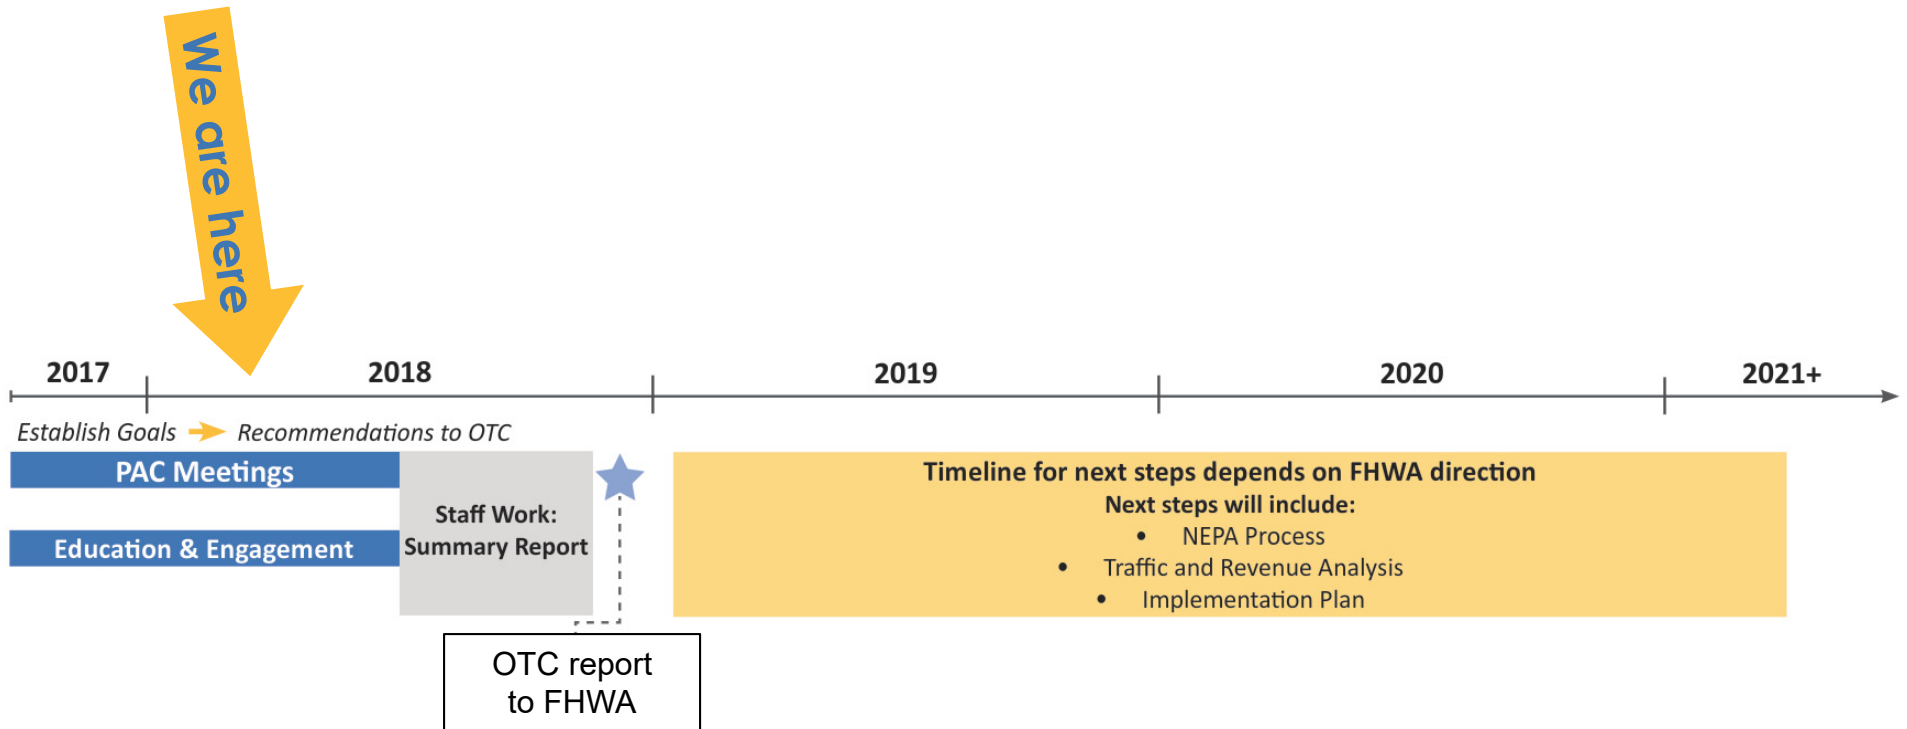 We are here
2017 2018 2019 2020 2021+
Establish Goals Recommendations to OTC
PAC Meetings
Education & Engagement
Staff Work:
Summary Report
Timeline for next steps depends on FHWA direction
Next steps will include:
• NEPA Process
• Traffic and Revenue Analysis
• Implementation Plan
OTC report
to FHWA